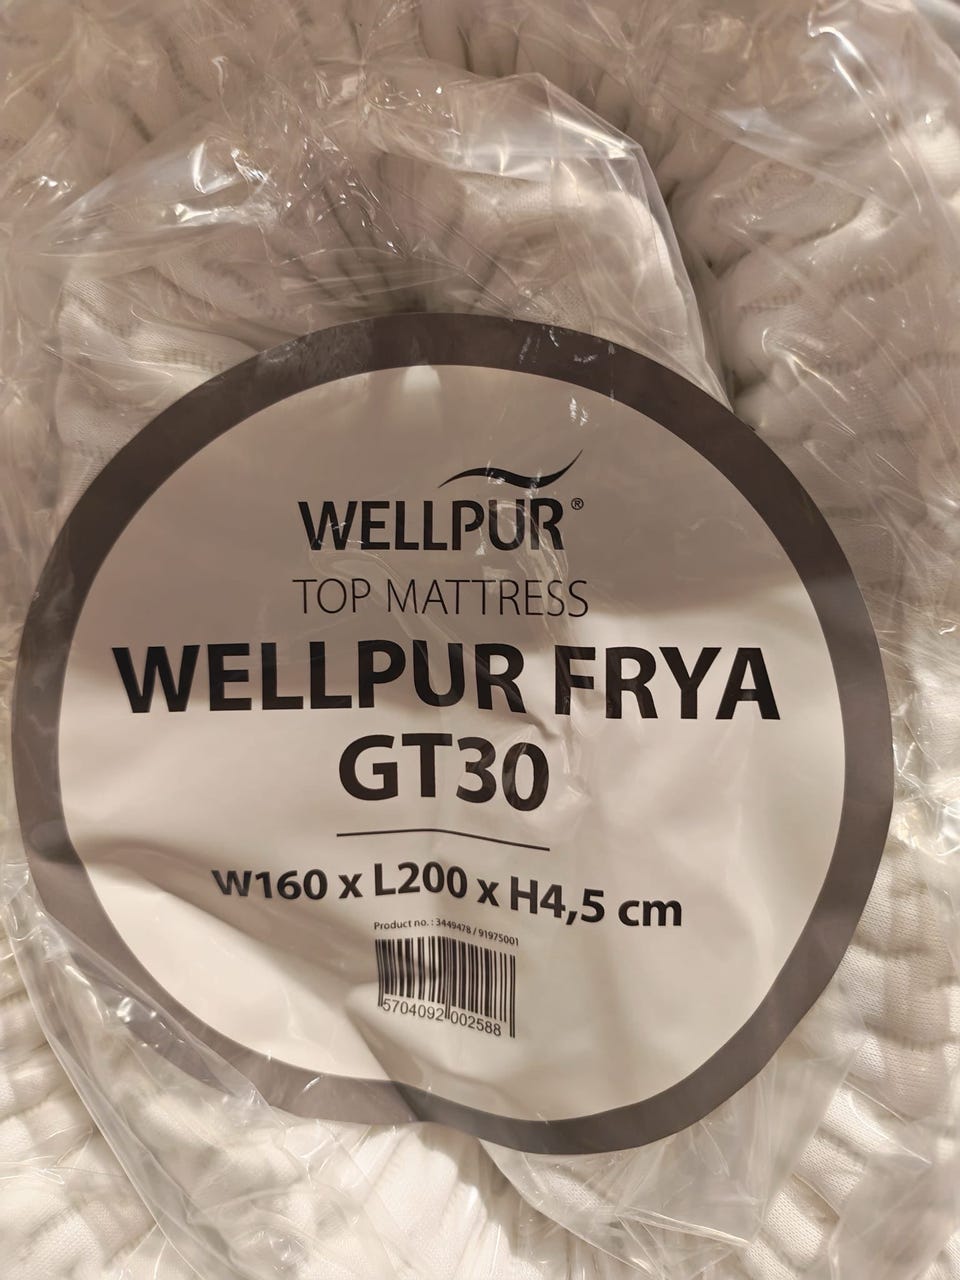 WELLPUR®
TOP MATTRESS
WELLPUR FRYA
GT30
W160 x L200 x H4,5 cm
Product no.: 3449478 / 91975001
5704092 002588